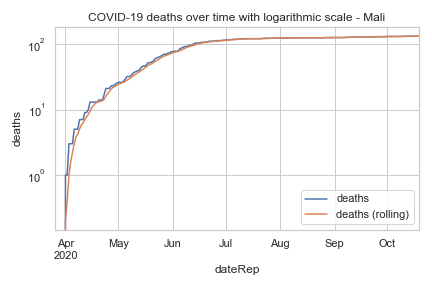 COVID-19 deaths over time with logarithmic scale - Mali
10²
10¹
10⁰
deaths
deaths
deaths (rolling)
Apr May Jun Jul Aug Sep Oct
2020
dateRep